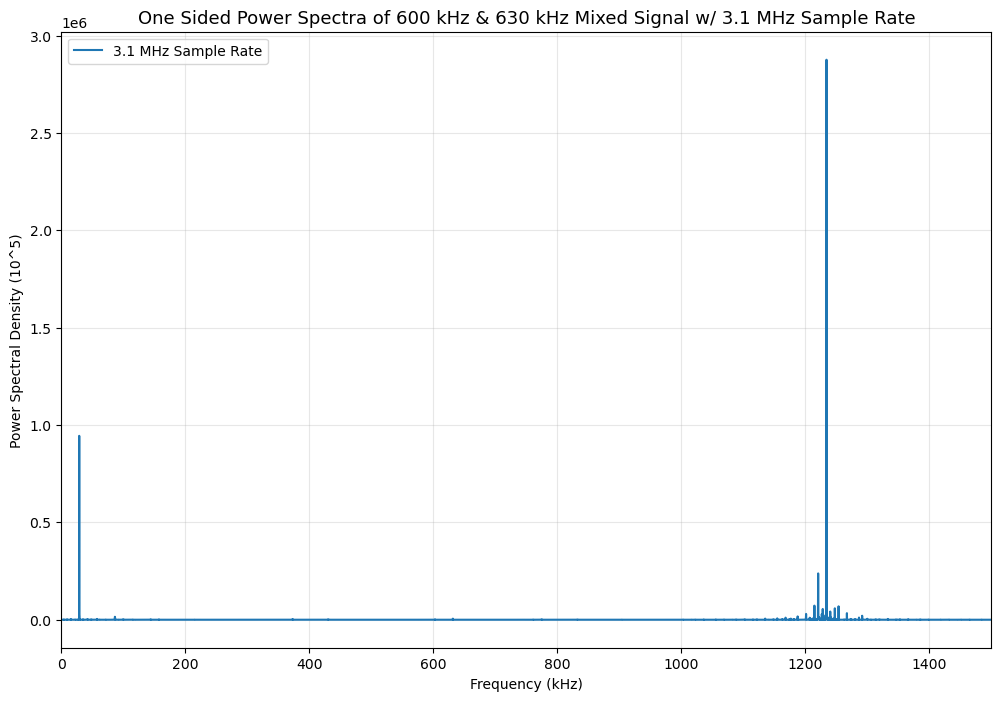 One Sided Power Spectra of 600 kHz & 630 kHz Mixed Signal w/ 3.1 MHz Sample Rate
1e6
3.1 MHz Sample Rate
3.0
2.5
2.0
1.5
1.0
0.5
0.0
Power Spectral Density (10^5)
0 200 400 600 800 1000 1200 1400
Frequency (kHz)